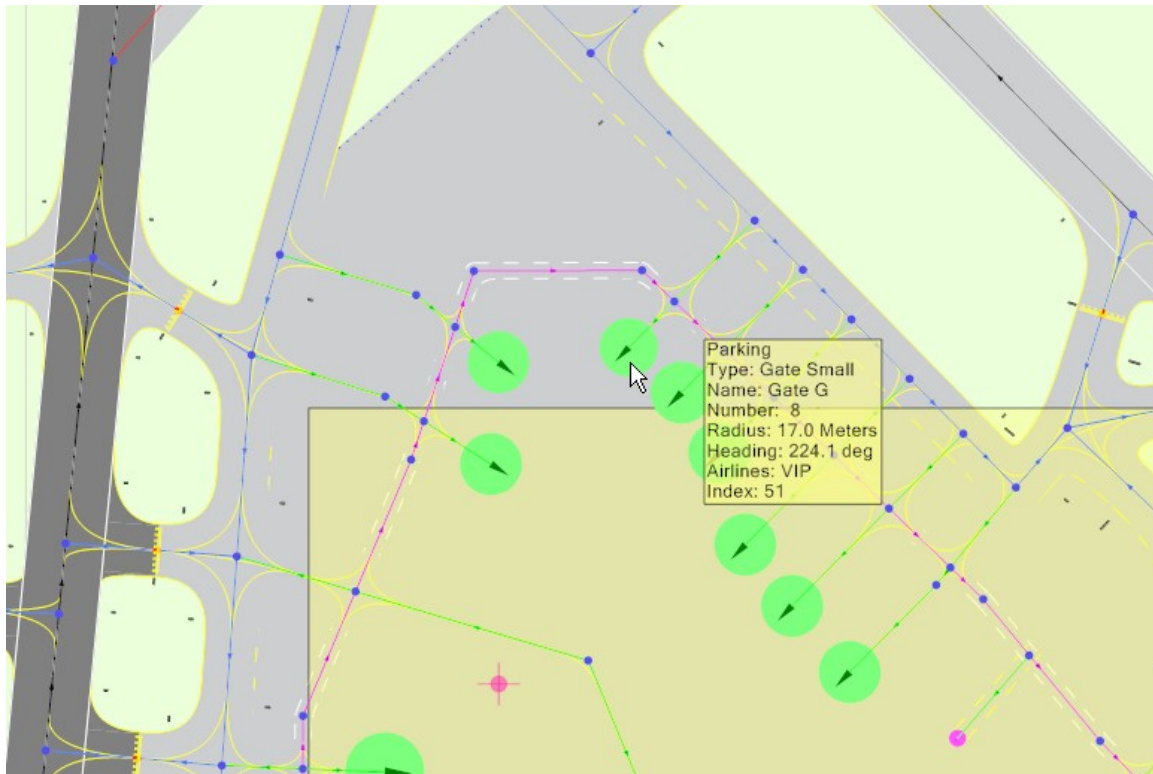 Parking
Type: Gate Small
Name: Gate G
Number: 8
Radius: 17.0 Meters
Heading: 224.1 deg
Airlines: VIP
Index: 51